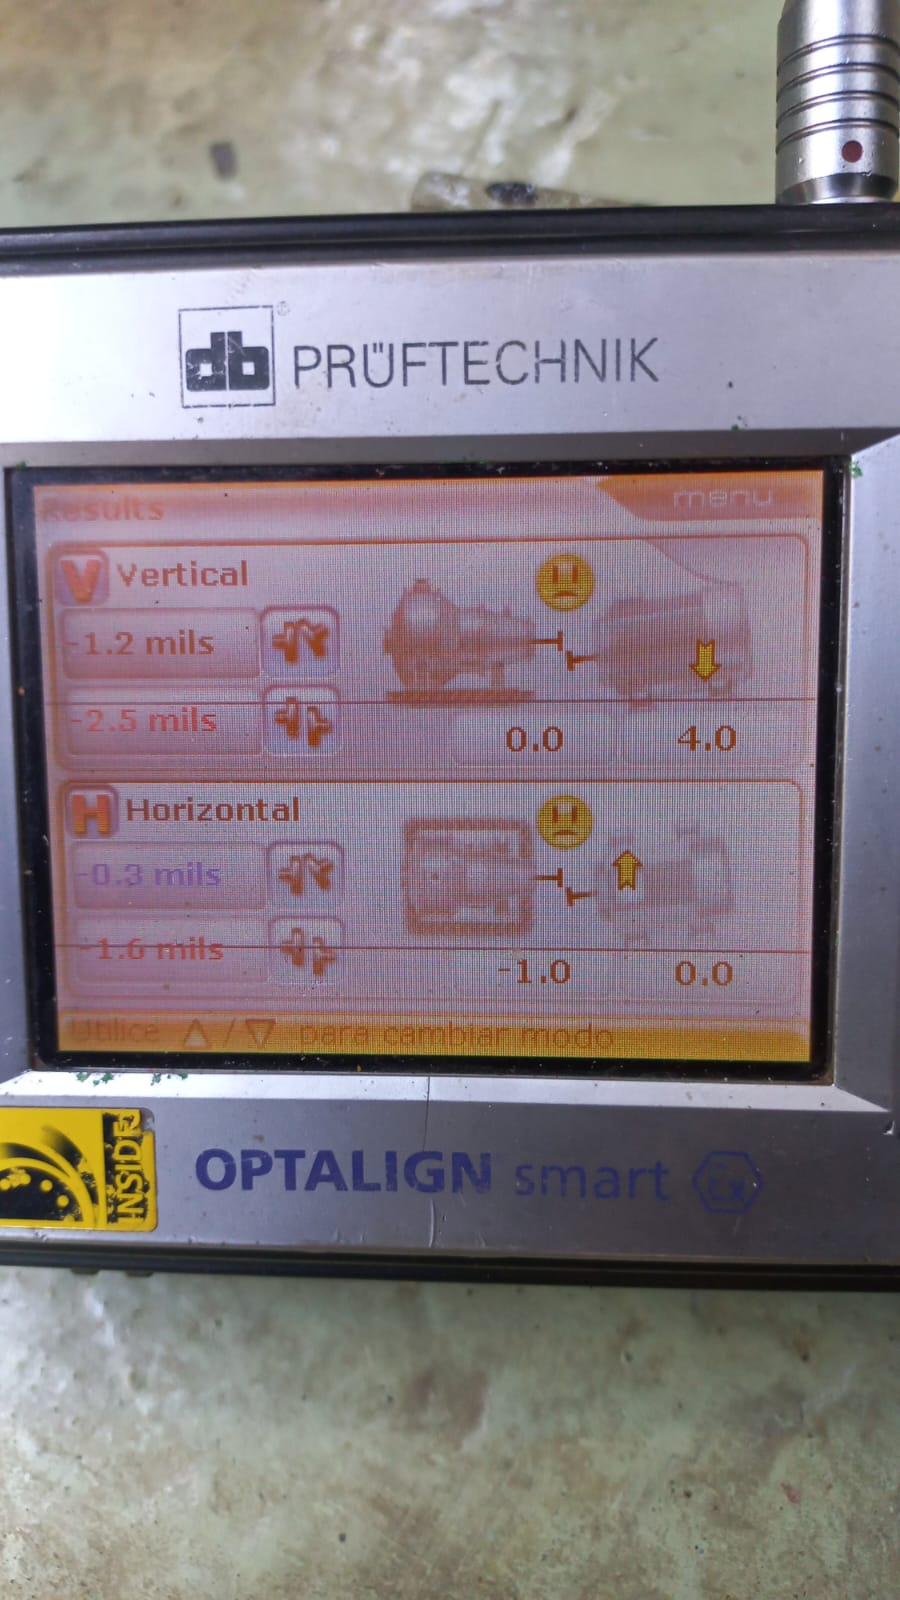 db ® PRÜFTECHNIK
Results
menu
V Vertical
-1.2 mils
-2.5 mils
0.0 4.0
H Horizontal
-0.3 mils
-1.6 mils
-1.0 0.0
Utilice △ / ▽ para cambiar modo
INSIDE
OPTALIGN smart Ex